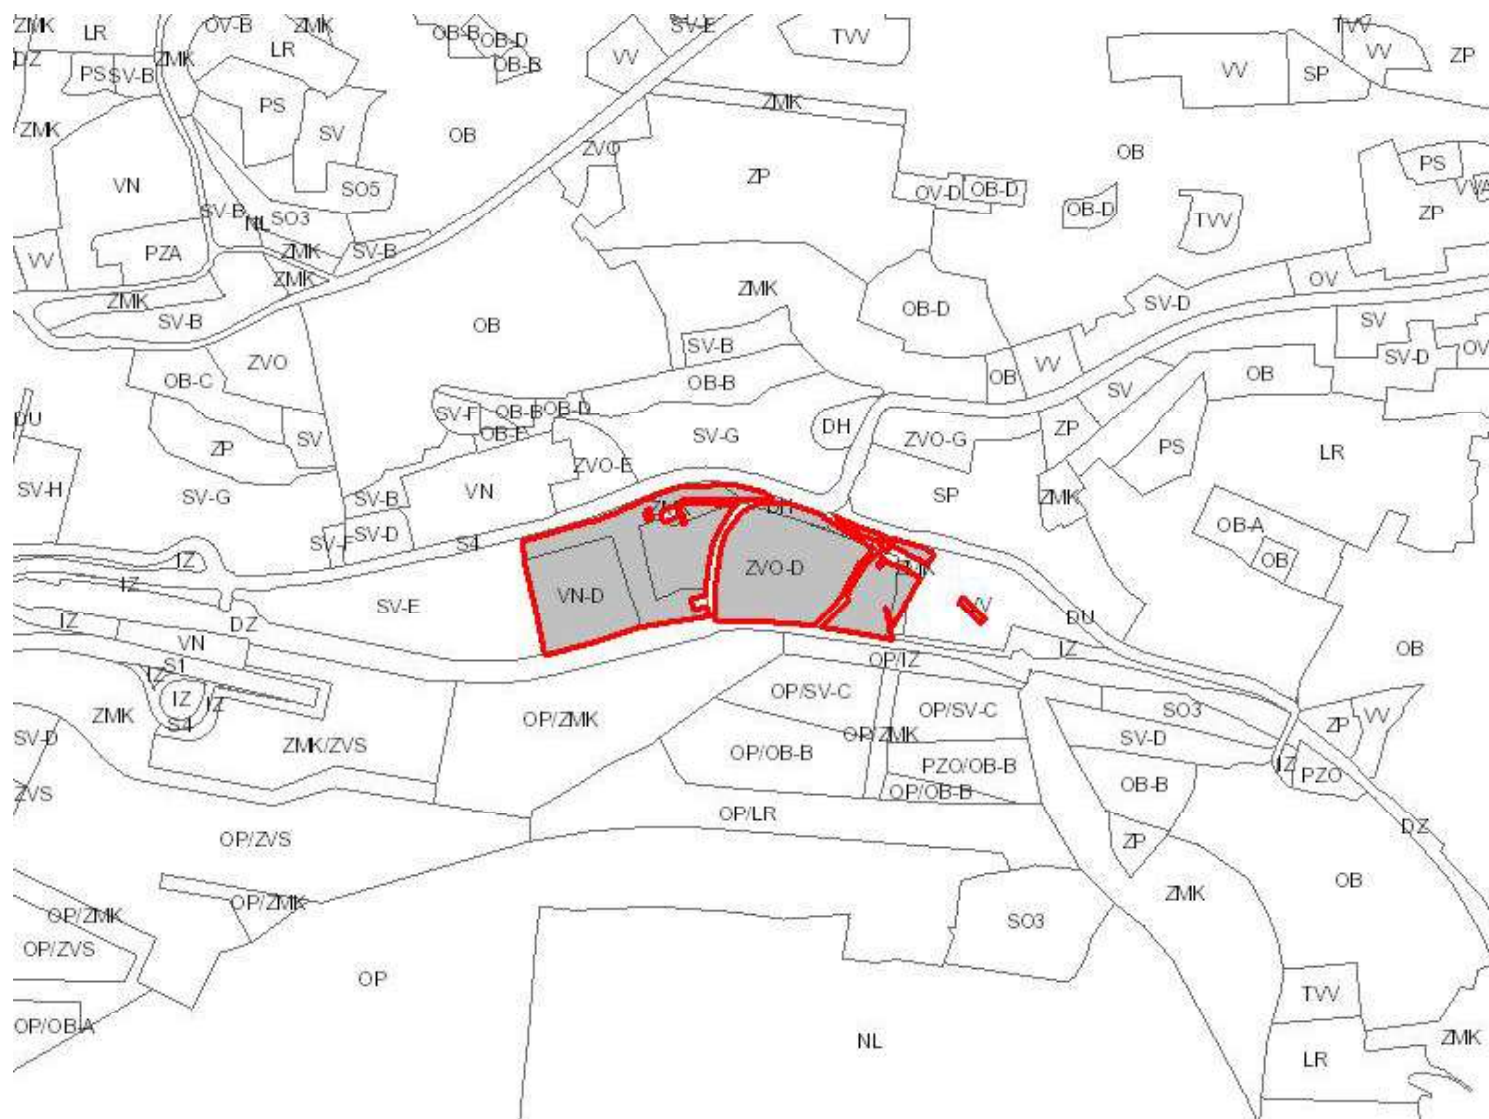 ZMK
LR
OV-B
ZMK
LR
DZ
PS
SV-B
ZMK
PS
SV
ZMK
VN
SO5
SV-B
SO3
NL
SV-B
ZMK
ZMK
VV
PZA
ZMK
SV-B
OB-B
OB-D
OB-B
SV-E
VV
TVV
ZMK
OB
ZVO
ZP
OV-D
OB-D
OB-D
TVV
OB
VV
SP
TVV
VV
ZP
PS
ZP
OB
ZMK
OB-D
SV-D
OV
SV
SV-D
OV
OB-C
ZVO
SV-B
OB-B
OB
VV
SV
OB
DU
ZP
SV
SV-F
OB-B
OB-D
SV-G
DH
ZVO-G
ZP
PS
LR
SV-H
SV-G
SV-B
VN
ZVO-E
SP
ZMK
SV-F
SV-D
S4
DH
OB-A
OB
IZ
IZ
SV-E
VN-D
ZVO-D
ZMK
VV
DU
IZ
DZ
VN
S1
IZ
IZ
IZ
S4
OP/IZ
IZ
OB
ZMK
SV-D
ZMK/ZVS
OP/ZMK
OP/SV-C
OP/SV-C
OP/ZMK
SO3
SV-D
ZP
VV
OP/OB-B
PZO/OB-B
OP/OB-B
OB-B
IZ
PZO
ZVS
OP/LR
ZP
DZ
OP/ZVS
OP/ZMK
OP/ZMK
ZMK
OB
OP/ZVS
SO3
OP
TVV
OP/OB-A
NL
LR
ZMK